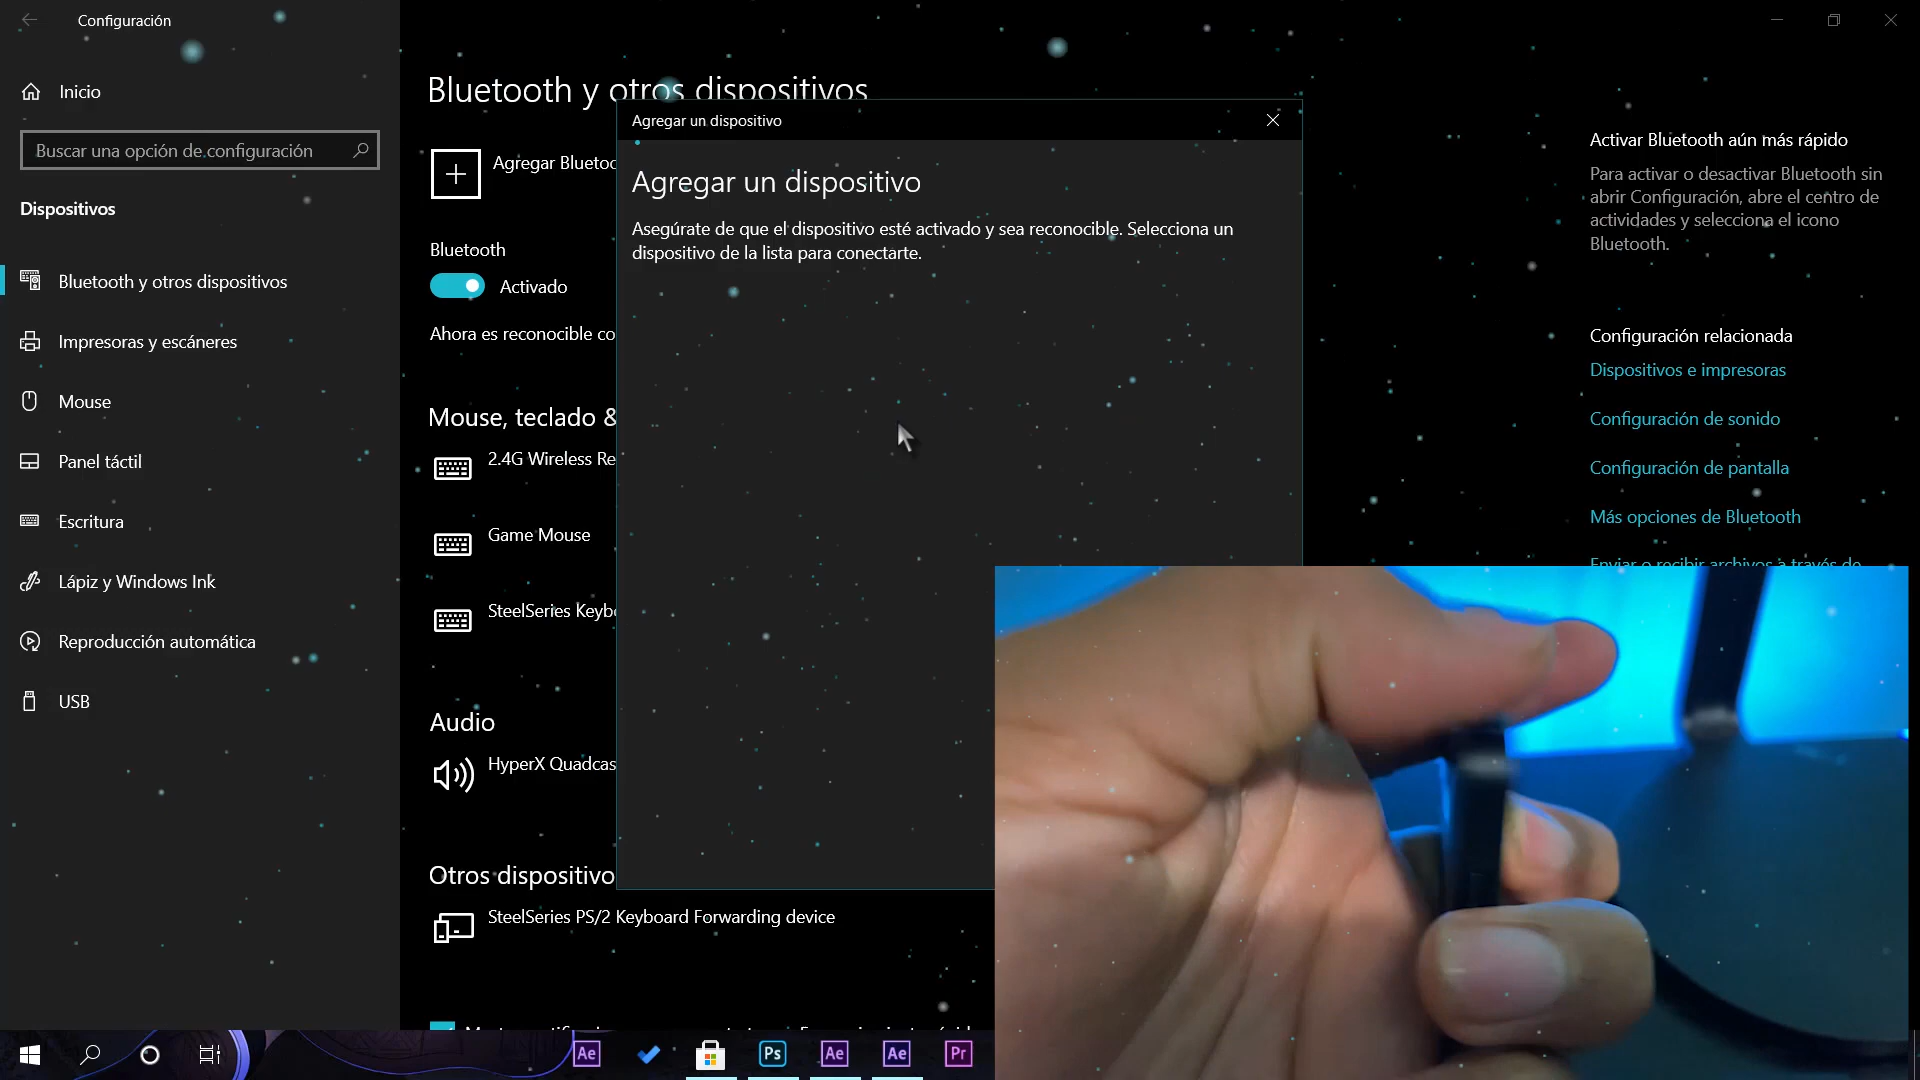 Configuración
Inicio
Buscar una opción de configuración
Dispositivos
Bluetooth y otros dispositivos
Impresoras y escáneres
Mouse
Panel táctil
Escritura
Lápiz y Windows Ink
Reproducción automática
USB
Bluetooth y otros dispositivos
Agregar Bluetoo
Bluetooth
Activado
Ahora es reconocible co
Mouse, teclado &
2.4G Wireless Re
Game Mouse
SteelSeries Keyb
Audio
HyperX Quadcas
Otros dispositivo
SteelSeries PS/2 Keyboard Forwarding device
Agregar un dispositivo
Agregar un dispositivo
Asegúrate de que el dispositivo esté activado y sea reconocible. Selecciona un
dispositivo de la lista para conectarte.
Activar Bluetooth aún más rápido
Para activar o desactivar Bluetooth sin
abrir Configuración, abre el centro de
actividades y selecciona el icono
Bluetooth.
Configuración relacionada
Dispositivos e impresoras
Configuración de sonido
Configuración de pantalla
Más opciones de Bluetooth
Enviar o recibir archivos a través de
Ae
Ps
Ae
Ae
Pr